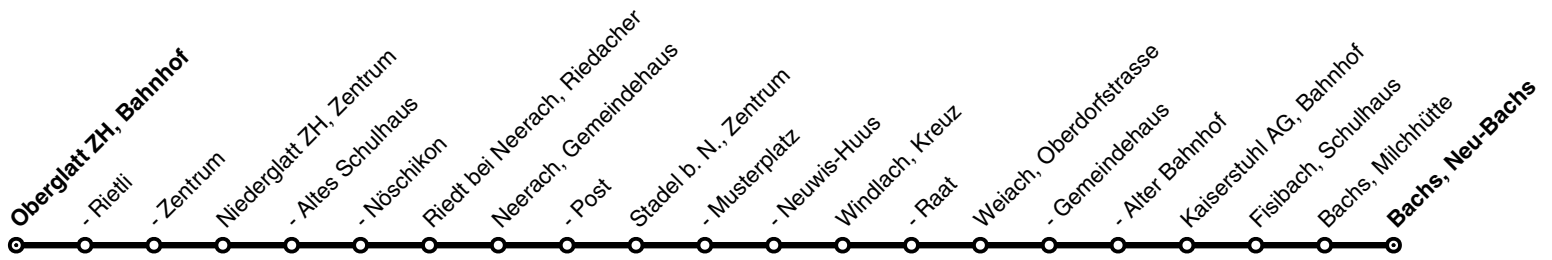 Oberglatt ZH, Bahnhof
- Rietli
- Zentrum
Niederglatt ZH, Zentrum
- Altes Schulhaus
- Nöschikon
Riedt bei Neerach, Riedacher
Neerach, Gemeindehaus
- Post
Stadel b. N., Zentrum
- Musterplatz
- Neuwis-Huus
Windlach, Kreuz
- Raat
Weiach, Oberdorfstrasse
- Gemeindehaus
- Alter Bahnhof
Kaiserstuhl AG, Bahnhof
Fisibach, Schulhaus
Bachs, Milchhütte
Bachs, Neu-Bachs